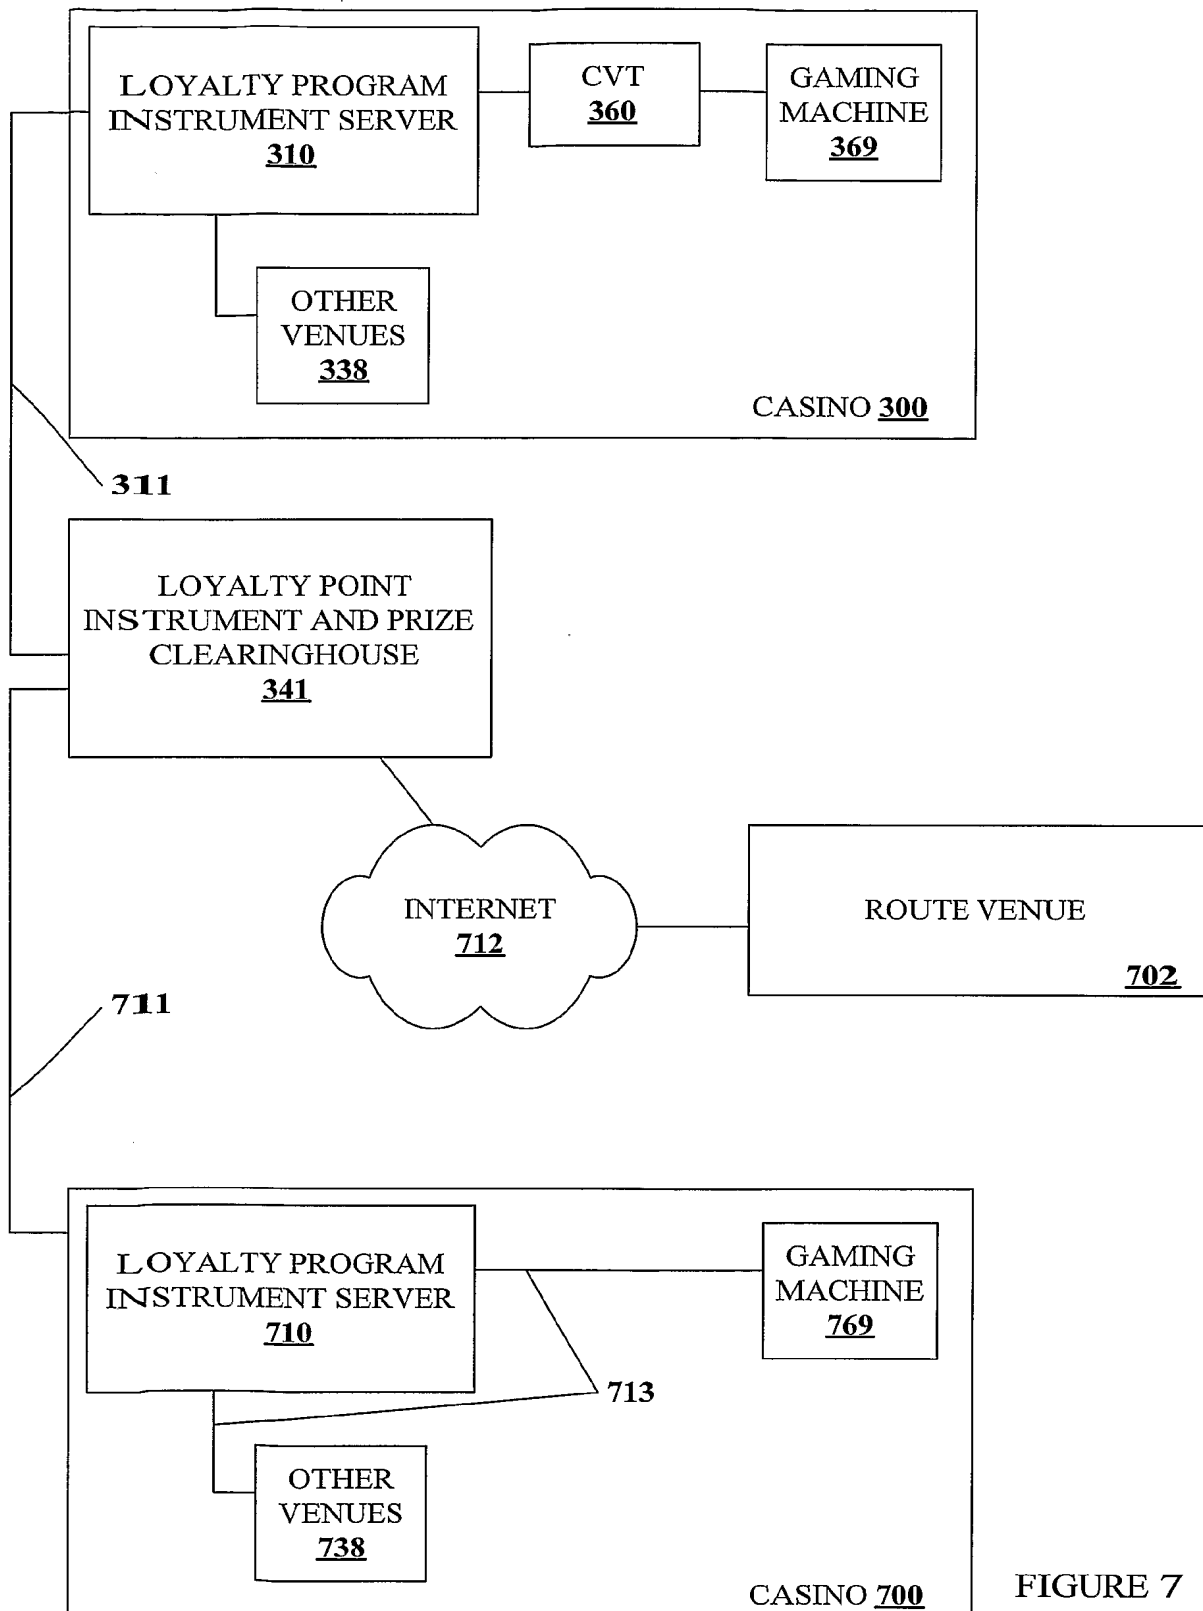 LOYALTY PROGRAM
INSTRUMENT SERVER
310
CVT
360
GAMING
MACHINE
369
OTHER
VENUES
338
CASINO 300
311
LOYALTY POINT
INSTRUMENT AND PRIZE
CLEARINGHOUSE
341
INTERNET
712
ROUTE VENUE
702
711
LOYALTY PROGRAM
INSTRUMENT SERVER
710
GAMING
MACHINE
769
713
OTHER
VENUES
738
CASINO 700
FIGURE 7